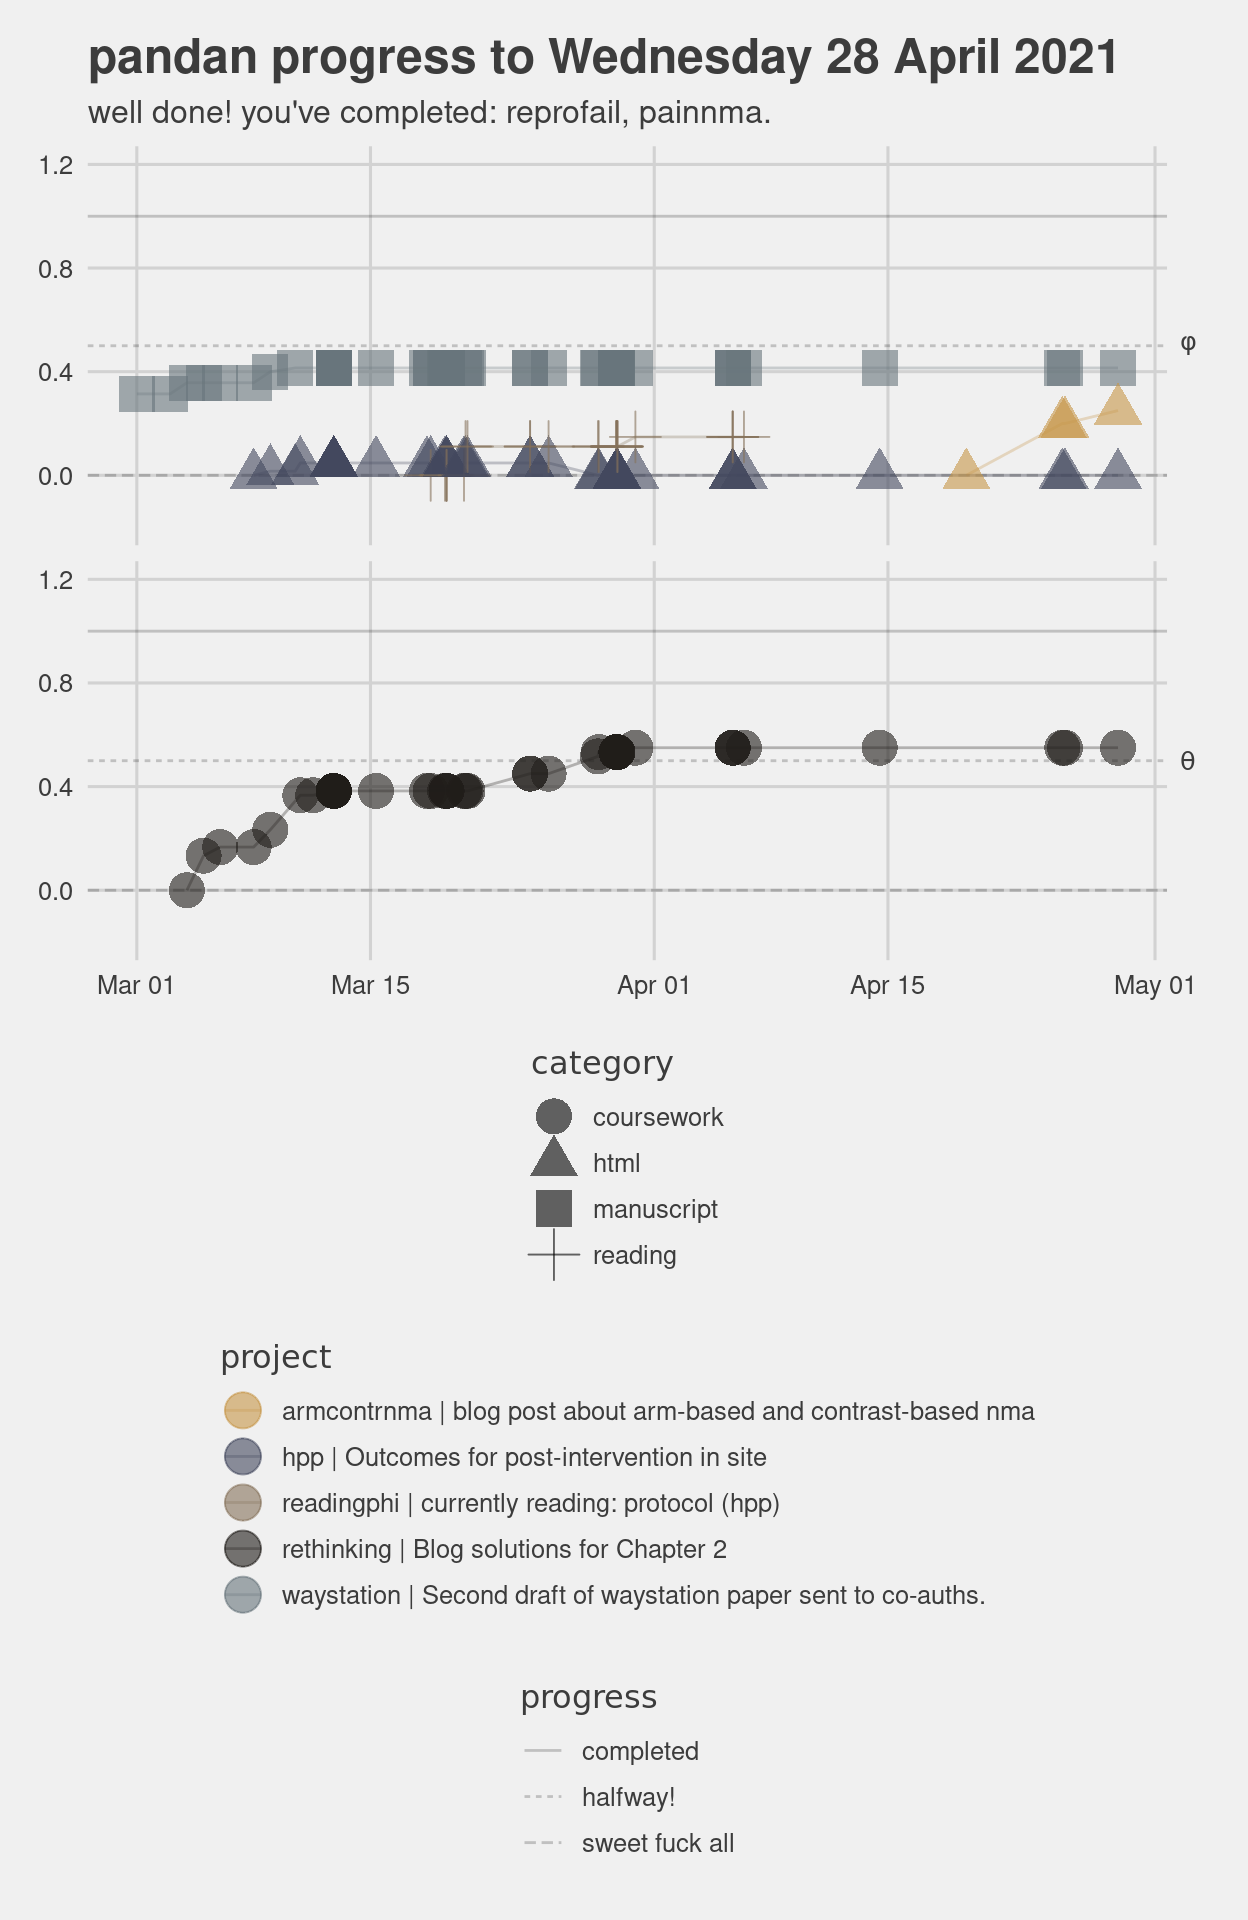 pandan progress to Wednesday 28 April 2021
well done! you've completed: reprofail, painnma.
1.2
0.8
φ
0.4
0.0
1.2
0.8
θ
0.4
0.0
Mar 01 Mar 15 Apr 01 Apr 15 May 01
category
coursework
html
manuscript
reading
project
armcontrnma | blog post about arm-based and contrast-based nma
hpp | Outcomes for post-intervention in site
readingphi | currently reading: protocol (hpp)
rethinking | Blog solutions for Chapter 2
waystation | Second draft of waystation paper sent to co-auths.
progress
completed
halfway!
sweet fuck all